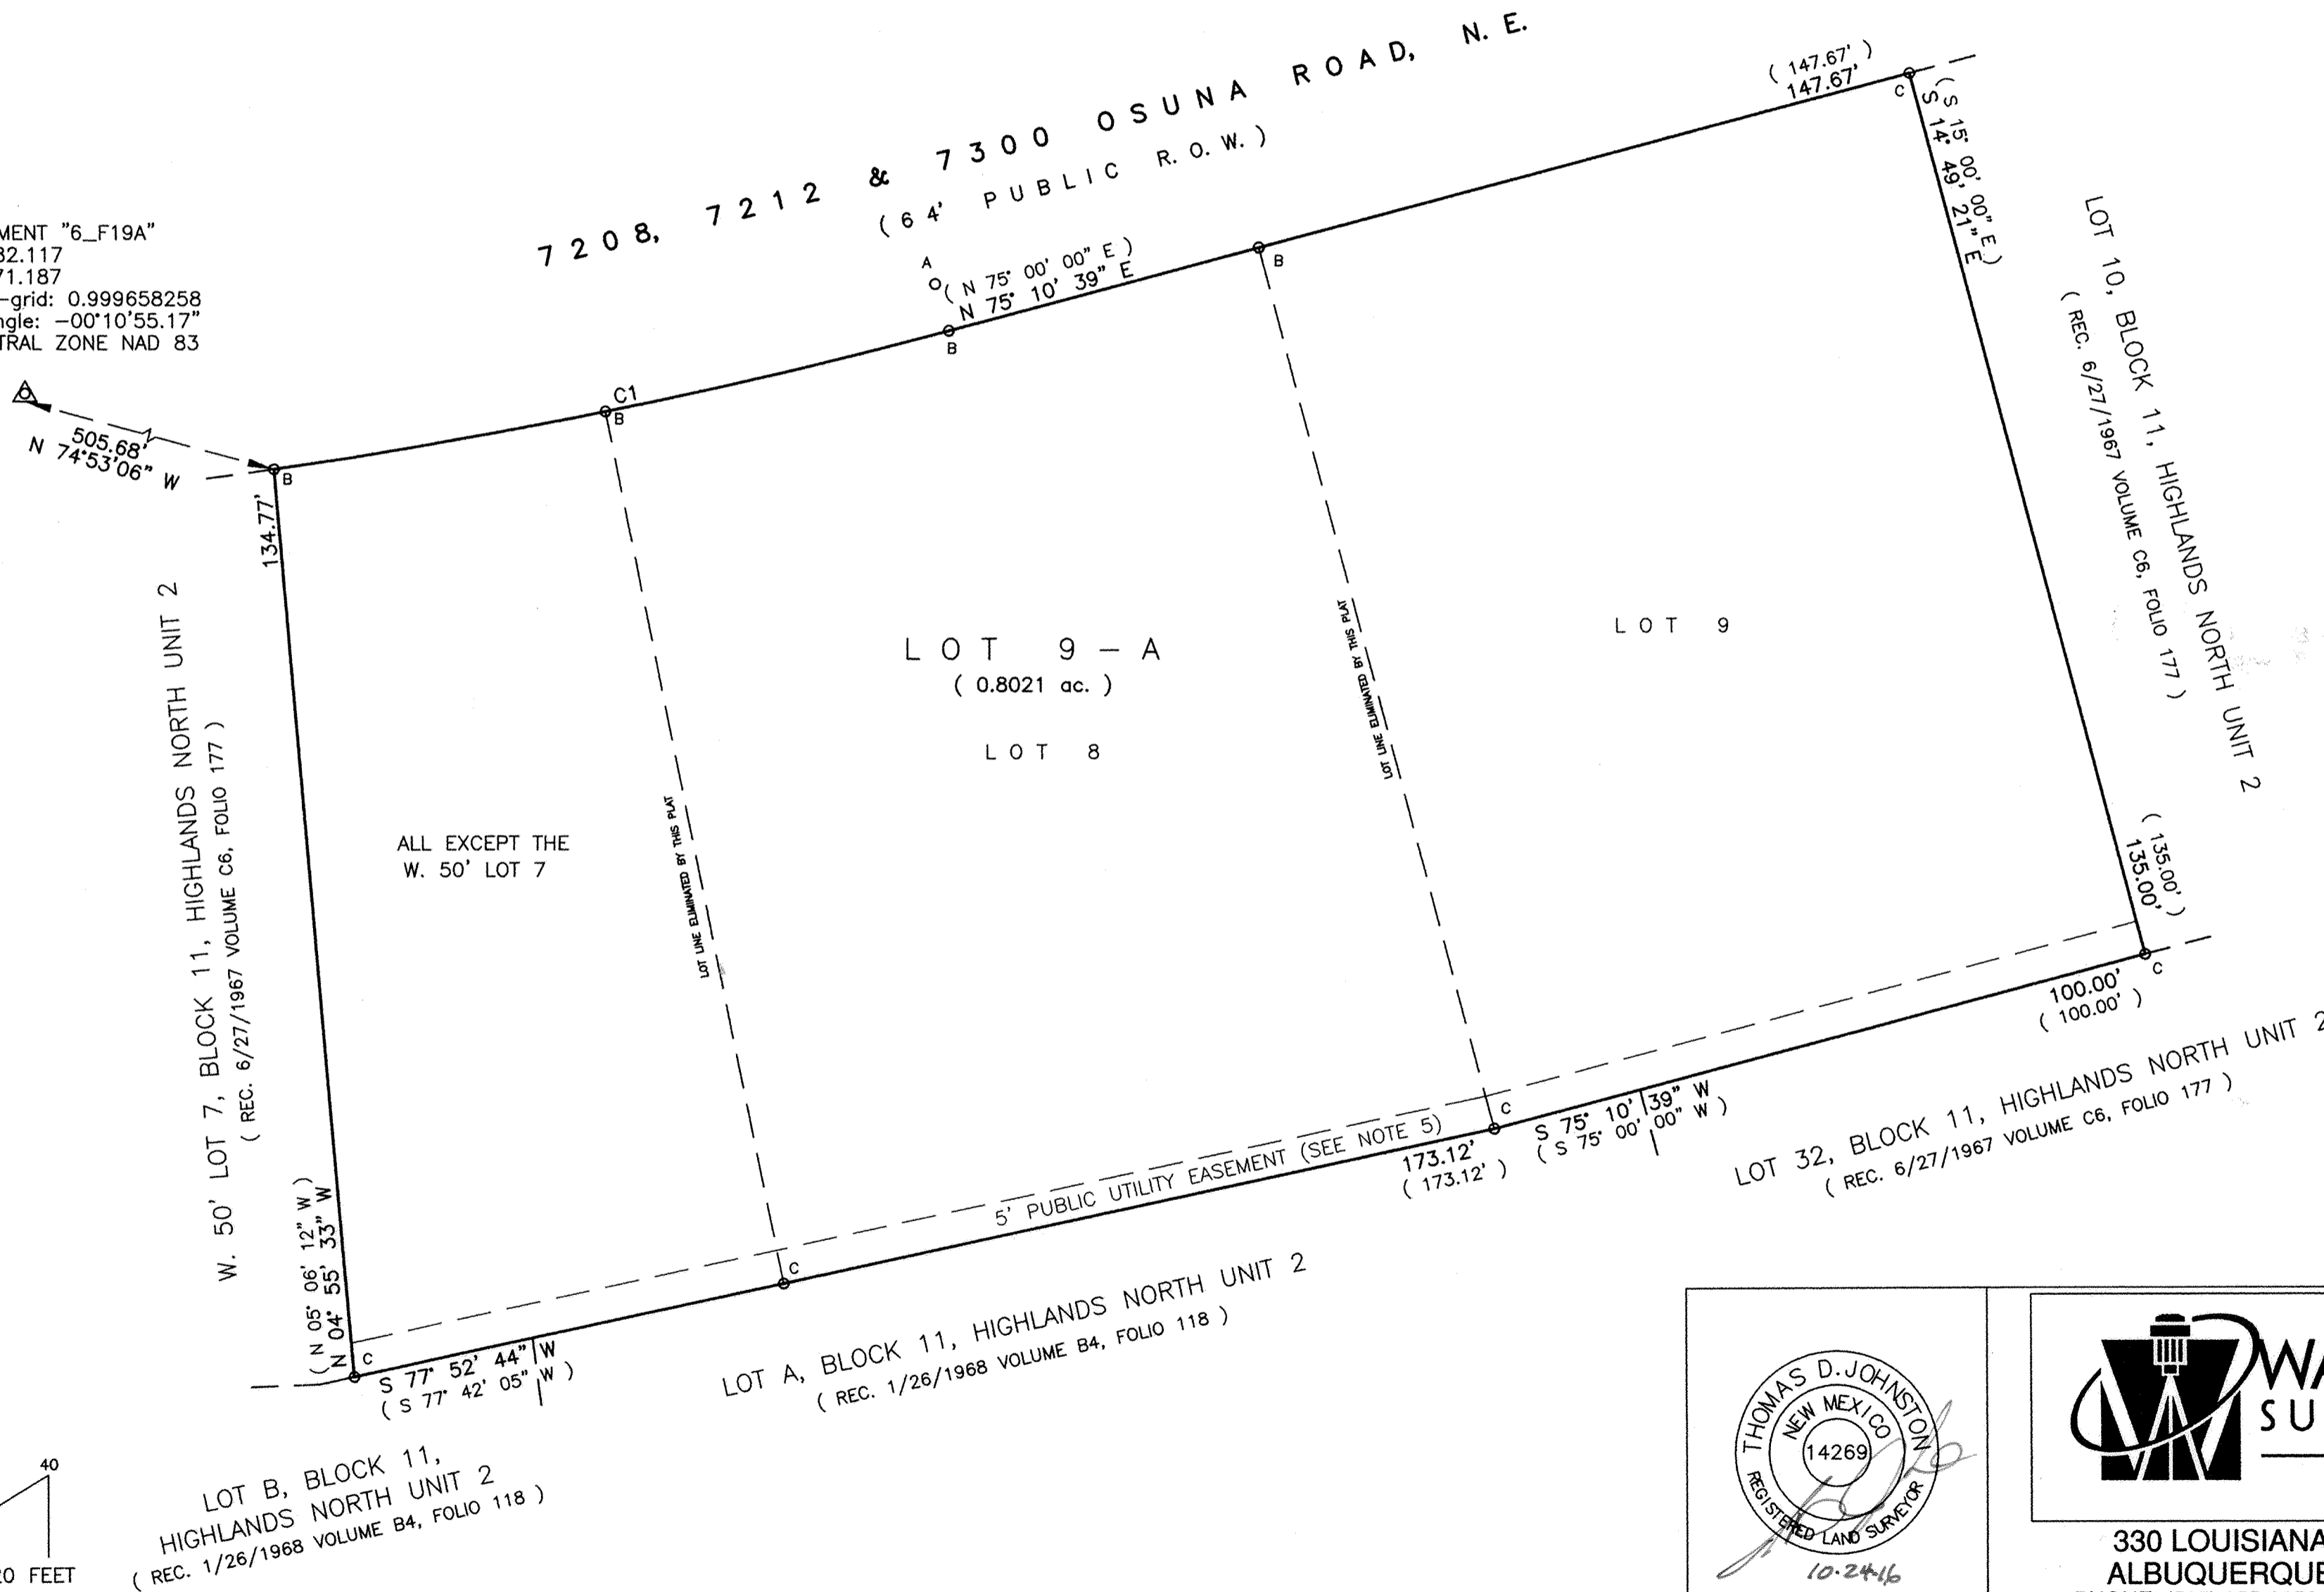 7208, 7212 & 7300 OSUNA ROAD, N. E.
( 64' PUBLIC R. O. W. )
( 147.67' )
147.67'
C
( S 15° 00' 00" E )
S 14° 49' 21" E
MENT "6_F19A"
32.117
71.187
-grid: 0.999658258
ngle: -00°10'55.17"
TRAL ZONE NAD 83
A
( N 75° 00' 00" E )
N 75° 10' 39" E
B
B
C1
B
505.68'
N 74°53'06" W
B
134.77'
W. 50' LOT 7, BLOCK 11, HIGHLANDS NORTH UNIT 2
( REC. 6/27/1967 VOLUME C6, FOLIO 177 )
LOT 10, BLOCK 11, HIGHLANDS NORTH UNIT 2
( REC. 6/27/1967 VOLUME C6, FOLIO 177 )
LOT 9-A
( 0.8021 ac. )
LOT 8
LOT 9
ALL EXCEPT THE
W. 50' LOT 7
LOT LINE ELIMINATED BY THIS PLAT
LOT LINE ELIMINATED BY THIS PLAT
( 135.00' )
135.00'
C
100.00'
( 100.00' )
C
S 75° 10' 39" W
( S 75° 00' 00" W )
173.12'
( 173.12' )
5' PUBLIC UTILITY EASEMENT (SEE NOTE 5)
C
( N 05° 06' 12" W )
N 04° 55' 33" W
C
S 77° 52' 44" W
( S 77° 42' 05" W )
LOT 32, BLOCK 11, HIGHLANDS NORTH UNIT 2
( REC. 6/27/1967 VOLUME C6, FOLIO 177 )
LOT A, BLOCK 11, HIGHLANDS NORTH UNIT 2
( REC. 1/26/1968 VOLUME B4, FOLIO 118 )
LOT B, BLOCK 11,
HIGHLANDS NORTH UNIT 2
( REC. 1/26/1968 VOLUME B4, FOLIO 118 )
40
0 FEET
THOMAS D. JOHNSTON
NEW MEXICO
14269
REGISTERED LAND SURVEYOR
10-24-16
WA
SU
330 LOUISIANA
ALBUQUERQUE